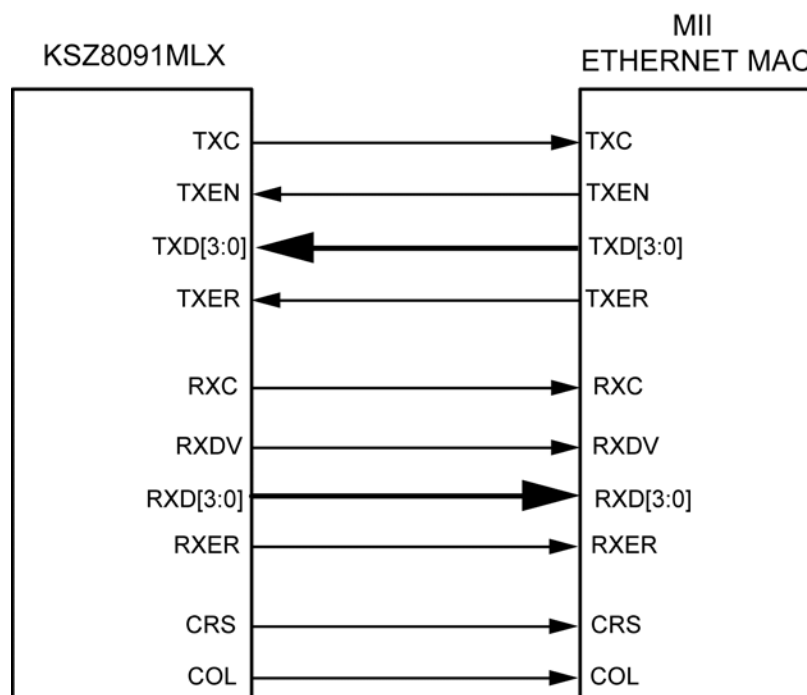 KSZ8091MLX
MII
ETHERNET MAC
TXC
TXC
TXEN
TXEN
TXD[3:0]
TXD[3:0]
TXER
TXER
RXC
RXC
RXDV
RXDV
RXD[3:0]
RXD[3:0]
RXER
RXER
CRS
CRS
COL
COL